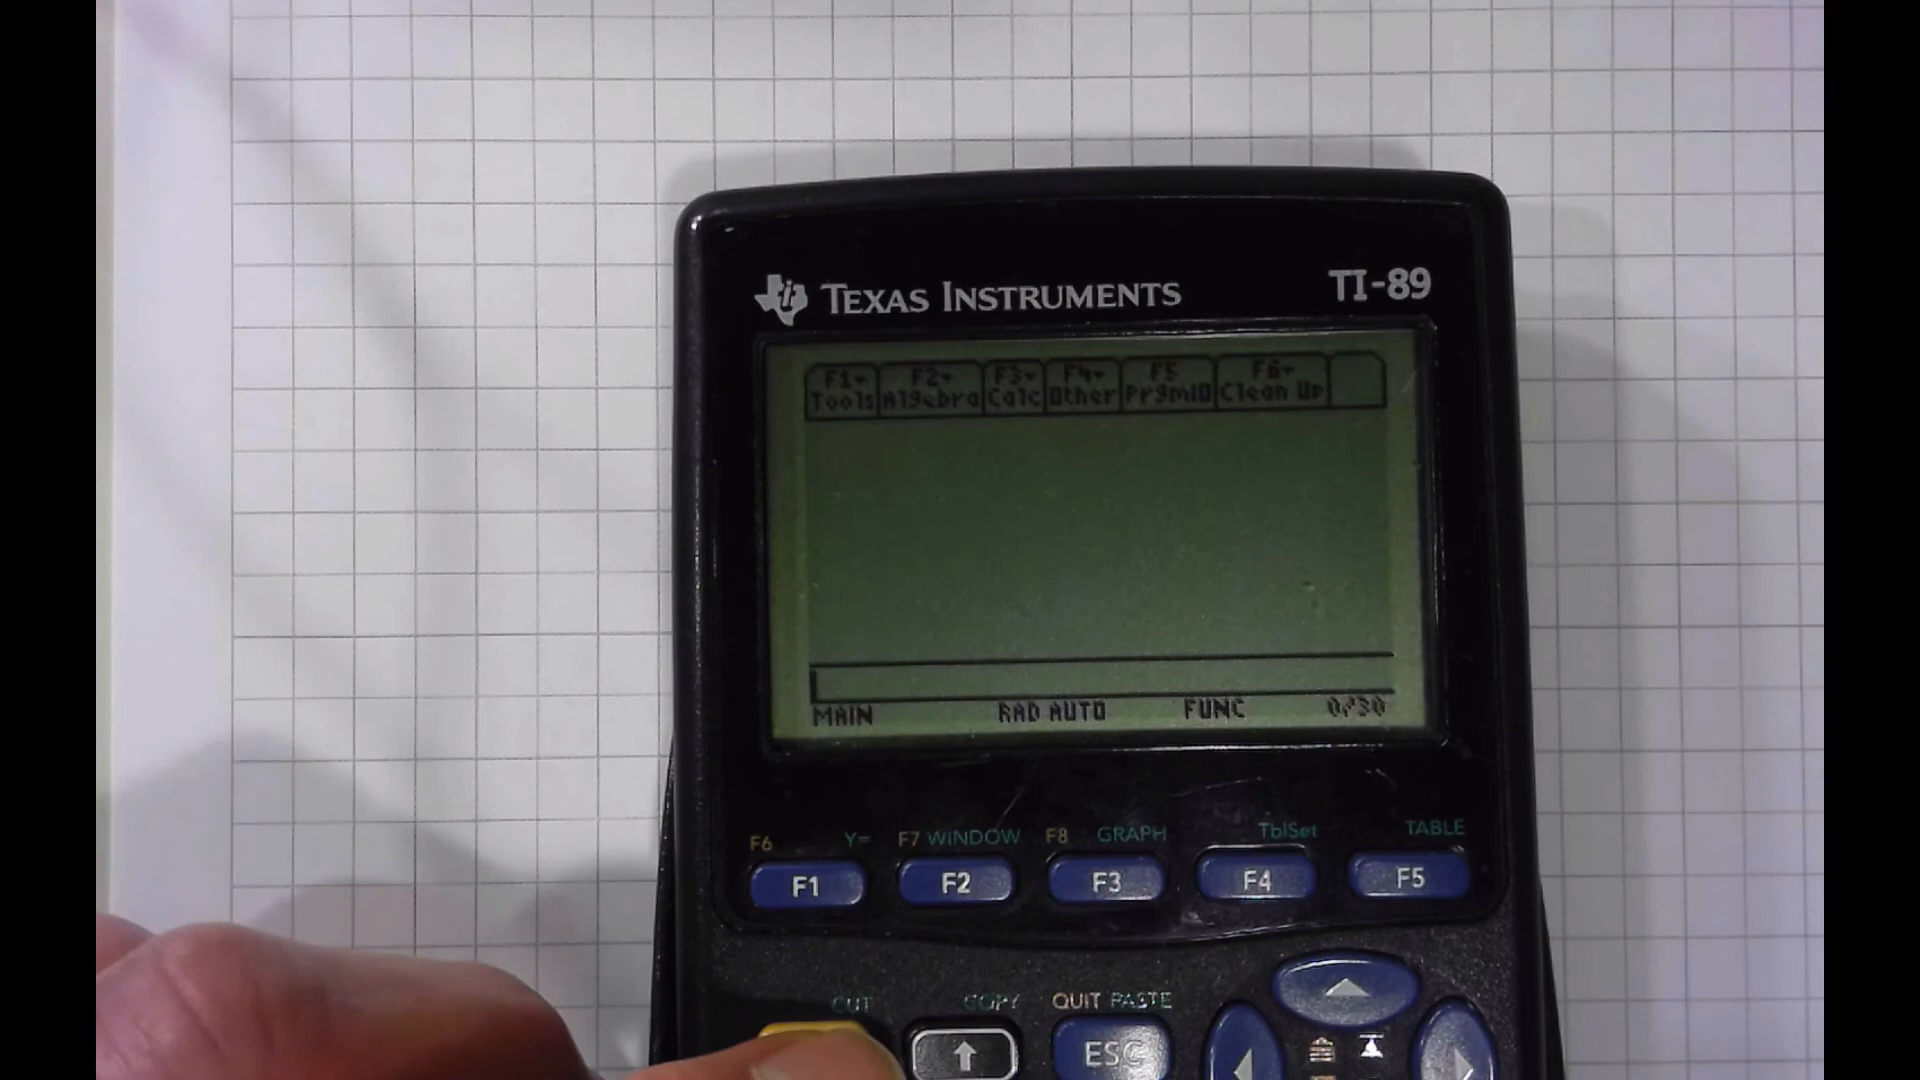 TEXAS INSTRUMENTS TI-89
F1 F2 F3 F4 F5 F6
Tools Algebra Calc Other PrgmIO Clean Up
MAIN RAD AUTO FUNC 0/30
F6 Y= F7 WINDOW F8 GRAPH TblSet TABLE
F1 F2 F3 F4 F5
CUT COPY QUIT PASTE
ESC